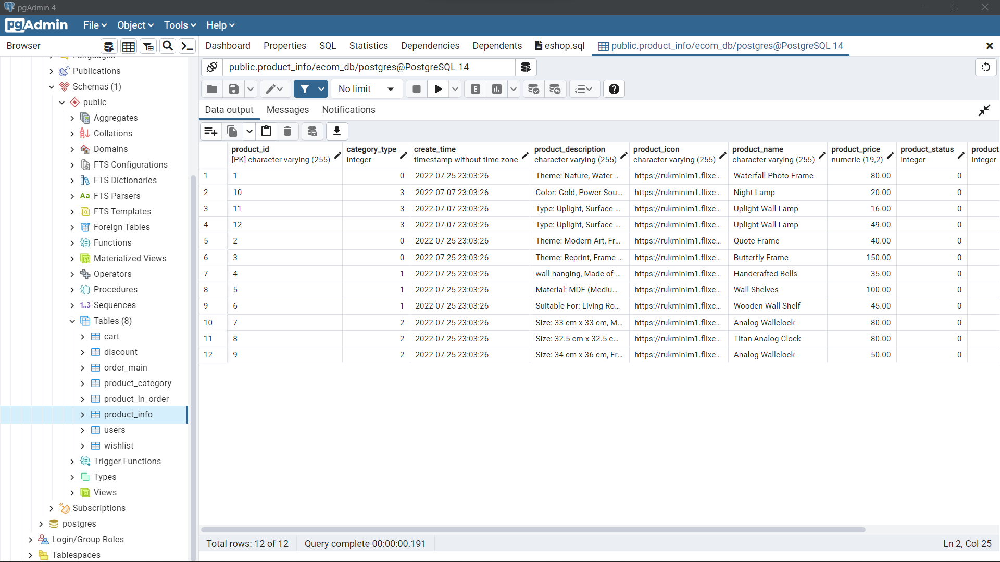 pgAdmin 4
pgAdmin File Object Tools Help
Browser
Dashboard Properties SQL Statistics Dependencies Dependents eshop.sql public.product_info/ecom_db/postgres@PostgreSQL 14
Languages
Publications
Schemas (1)
public
Aggregates
Collations
Domains
FTS Configurations
FTS Dictionaries
Aa FTS Parsers
FTS Templates
Foreign Tables
Functions
Materialized Views
Operators
Procedures
1..3 Sequences
Tables (8)
cart
discount
order_main
product_category
product_in_order
product_info
users
wishlist
Trigger Functions
Types
Views
Subscriptions
postgres
Login/Group Roles
Tablespaces
public.product_info/ecom_db/postgres@PostgreSQL 14
No limit E
Data output Messages Notifications
product_id category_type create_time product_description product_icon product_name product_price product_status product_
[PK] character varying (255) integer timestamp without time zone character varying (255) character varying (255) character varying (255) numeric (19,2) integer integer
1 1 0 2022-07-25 23:03:26 Theme: Nature, Water ... https://rukminim1.flixc... Waterfall Photo Frame 80.00 0
2 10 3 2022-07-07 23:03:26 Color: Gold, Power Sou... https://rukminim1.flixc... Night Lamp 20.00 0
3 11 3 2022-07-07 23:03:26 Type: Uplight, Surface ... https://rukminim1.flixc... Uplight Wall Lamp 16.00 0
4 12 3 2022-07-07 23:03:26 Type: Uplight, Surface ... https://rukminim1.flixc... Uplight Wall Lamp 49.00 0
5 2 0 2022-07-25 23:03:26 Theme: Modern Art, Fr... https://rukminim1.flixc... Quote Frame 40.00 0
6 3 0 2022-07-25 23:03:26 Theme: Reprint, Frame ... https://rukminim1.flixc... Butterfly Frame 150.00 0
7 4 1 2022-07-25 23:03:26 wall hanging, Made of ... https://rukminim1.flixc... Handcrafted Bells 35.00 0
8 5 1 2022-07-25 23:03:26 Material: MDF (Mediu... https://rukminim1.flixc... Wall Shelves 100.00 0
9 6 1 2022-07-25 23:03:26 Suitable For: Living Ro... https://rukminim1.flixc... Wooden Wall Shelf 45.00 0
10 7 2 2022-07-25 23:03:26 Size: 33 cm x 33 cm, M... https://rukminim1.flixc... Analog Wallclock 80.00 0
11 8 2 2022-07-25 23:03:26 Size: 32.5 cm x 32.5 c... https://rukminim1.flixc... Titan Analog Clock 80.00 0
12 9 2 2022-07-25 23:03:26 Size: 34 cm x 36 cm, Fr... https://rukminim1.flixc... Analog Wallclock 50.00 0
Total rows: 12 of 12 Query complete 00:00:00.191 Ln 2, Col 25